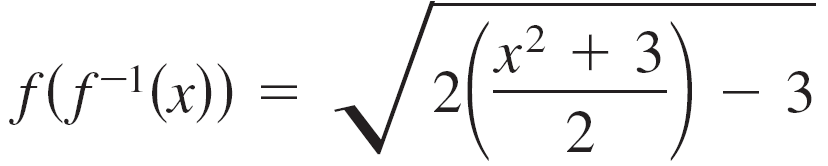 f(f⁻¹(x)) = √(2((x² + 3)/2) − 3)